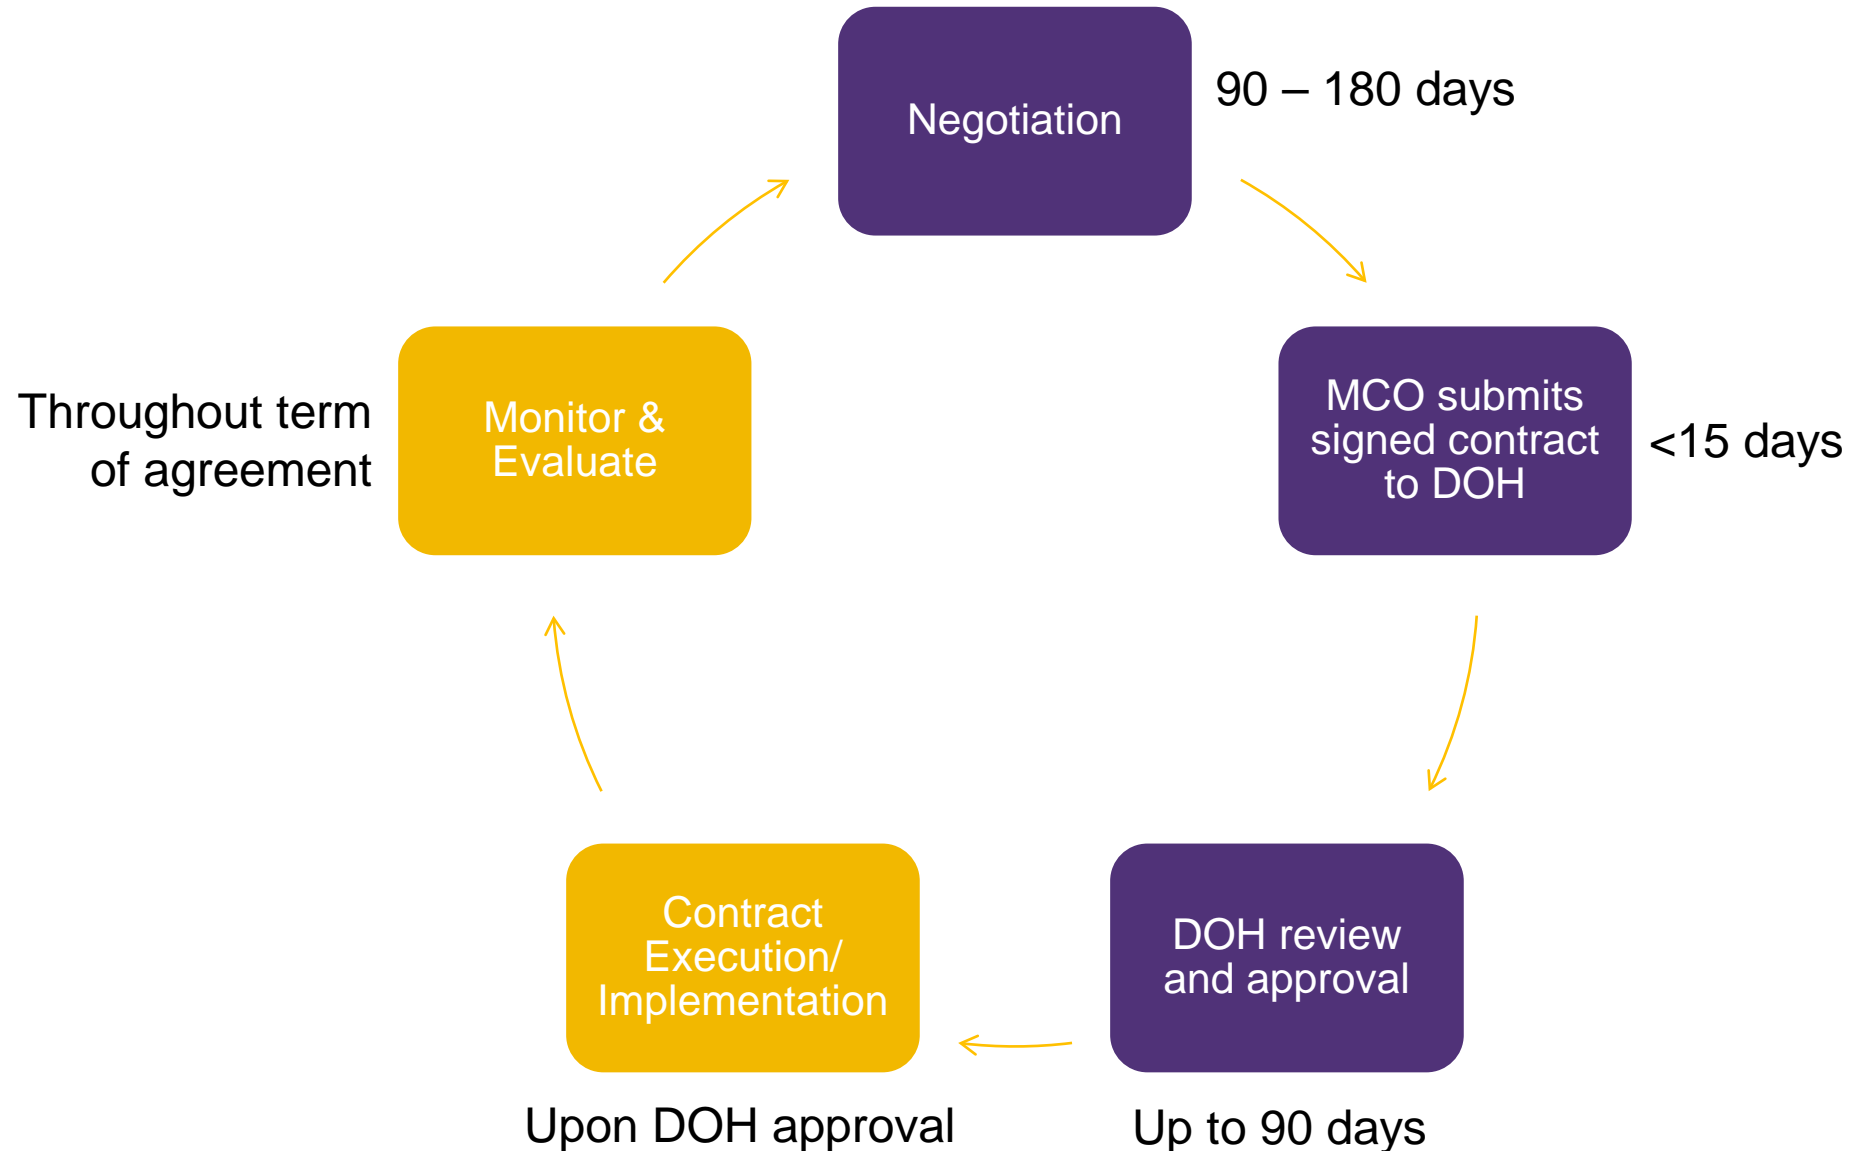 Negotiation
90 – 180 days
MCO submits
signed contract
to DOH
<15 days
DOH review
and approval
Up to 90 days
Contract
Execution/
Implementation
Upon DOH approval
Monitor &
Evaluate
Throughout term
of agreement